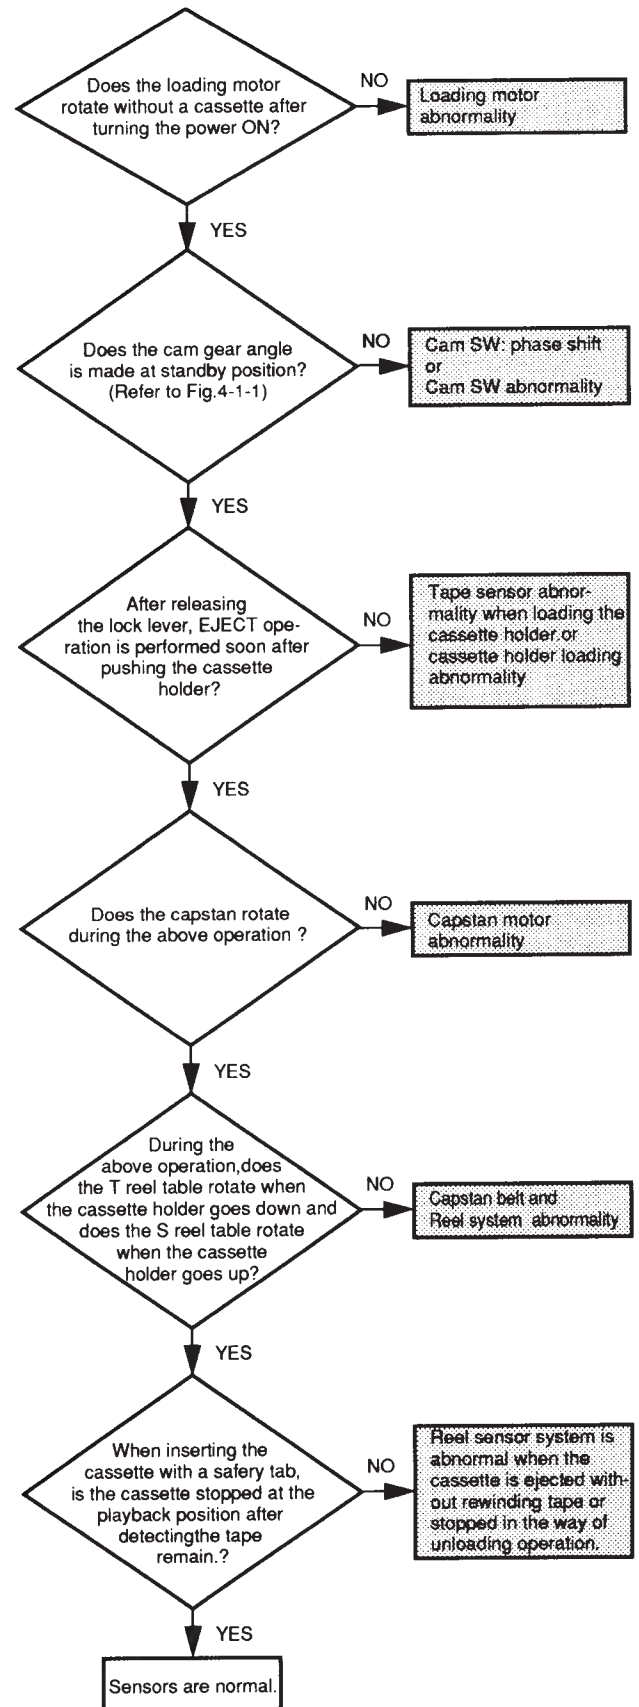 Does the loading motor
rotate without a cassette after
turning the power ON?
NO
Loading motor
abnormality
YES
Does the cam gear angle
is made at standby position?
(Refer to Fig.4-1-1)
NO
Cam SW: phase shift
or
Cam SW abnormality
YES
After releasing
the lock lever, EJECT ope-
ration is performed soon after
pushing the cassette
holder?
NO
Tape sensor abnor-
mality when loading the
cassette holder or
cassette holder loading
abnormality
YES
Does the capstan rotate
during the above operation ?
NO
Capstan motor
abnormality
YES
During the
above operation,does
the T reel table rotate when
the cassette holder goes down and
does the S reel table rotate
when the cassette
holder goes up?
NO
Capstan belt and
Reel system abnormality
YES
When inserting the
cassette with a safery tab,
is the cassette stopped at the
playback position after
detectingthe tape
remain.?
NO
Reel sensor system is
abnormal when the
cassette is ejected with-
out rewinding tape or
stopped in the way of
unloading operation.
YES
Sensors are normal.